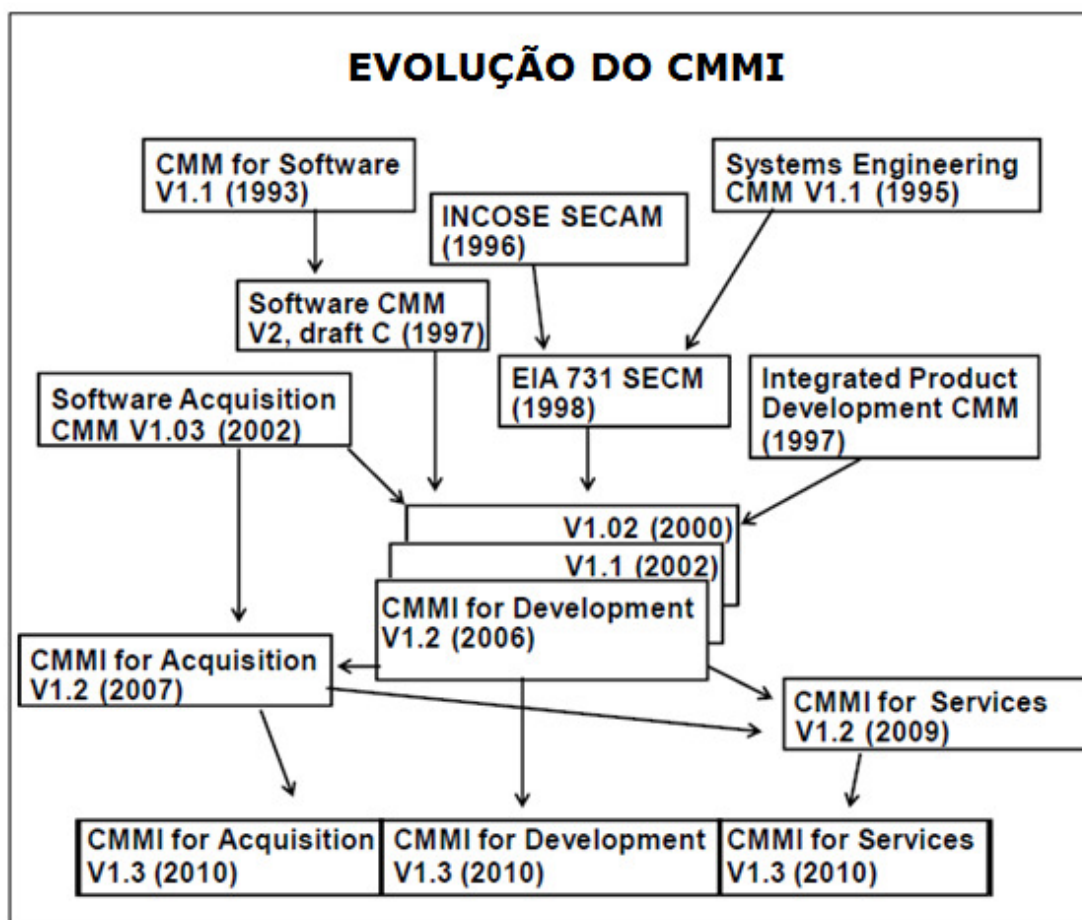 EVOLUÇÃO DO CMMI
CMM for Software
V1.1 (1993)
Systems Engineering
CMM V1.1 (1995)
INCOSE SECAM
(1996)
Software CMM
V2, draft C (1997)
EIA 731 SECM
(1998)
Integrated Product
Development CMM
(1997)
Software Acquisition
CMM V1.03 (2002)
V1.02 (2000)
V1.1 (2002)
CMMI for Development
V1.2 (2006)
CMMI for Acquisition
V1.2 (2007)
CMMI for Services
V1.2 (2009)
CMMI for Acquisition
V1.3 (2010)
CMMI for Development
V1.3 (2010)
CMMI for Services
V1.3 (2010)